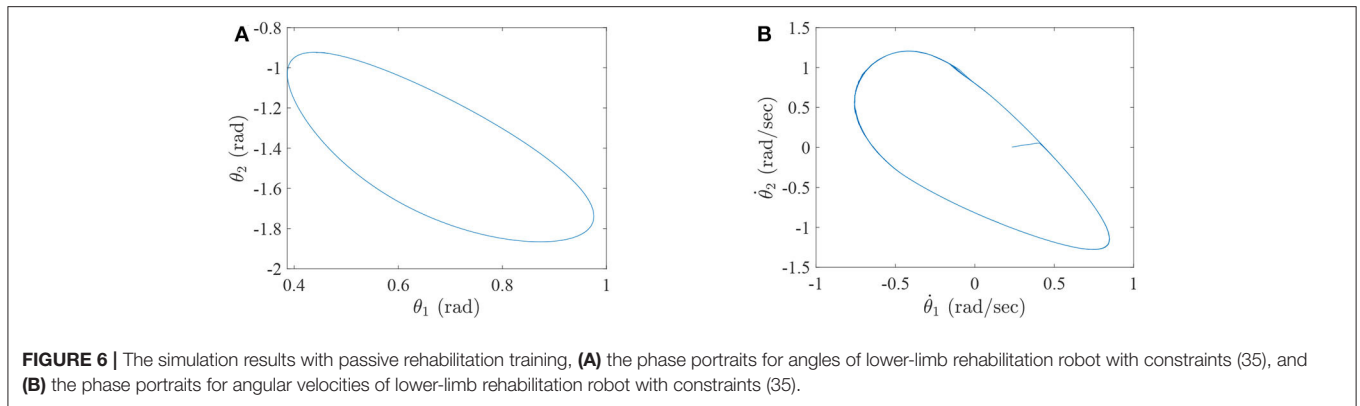 A
-0.8
-1
-1.2
-1.4
-1.6
-1.8
-2
θ2 (rad)
0.4 0.6 0.8 1
θ1 (rad)
B
1.5
1
0.5
0
-0.5
-1
-1.5
θ̇2 (rad/sec)
-1 -0.5 0 0.5 1
θ̇1 (rad/sec)
FIGURE 6 | The simulation results with passive rehabilitation training, (A) the phase portraits for angles of lower-limb rehabilitation robot with constraints (35), and
(B) the phase portraits for angular velocities of lower-limb rehabilitation robot with constraints (35).